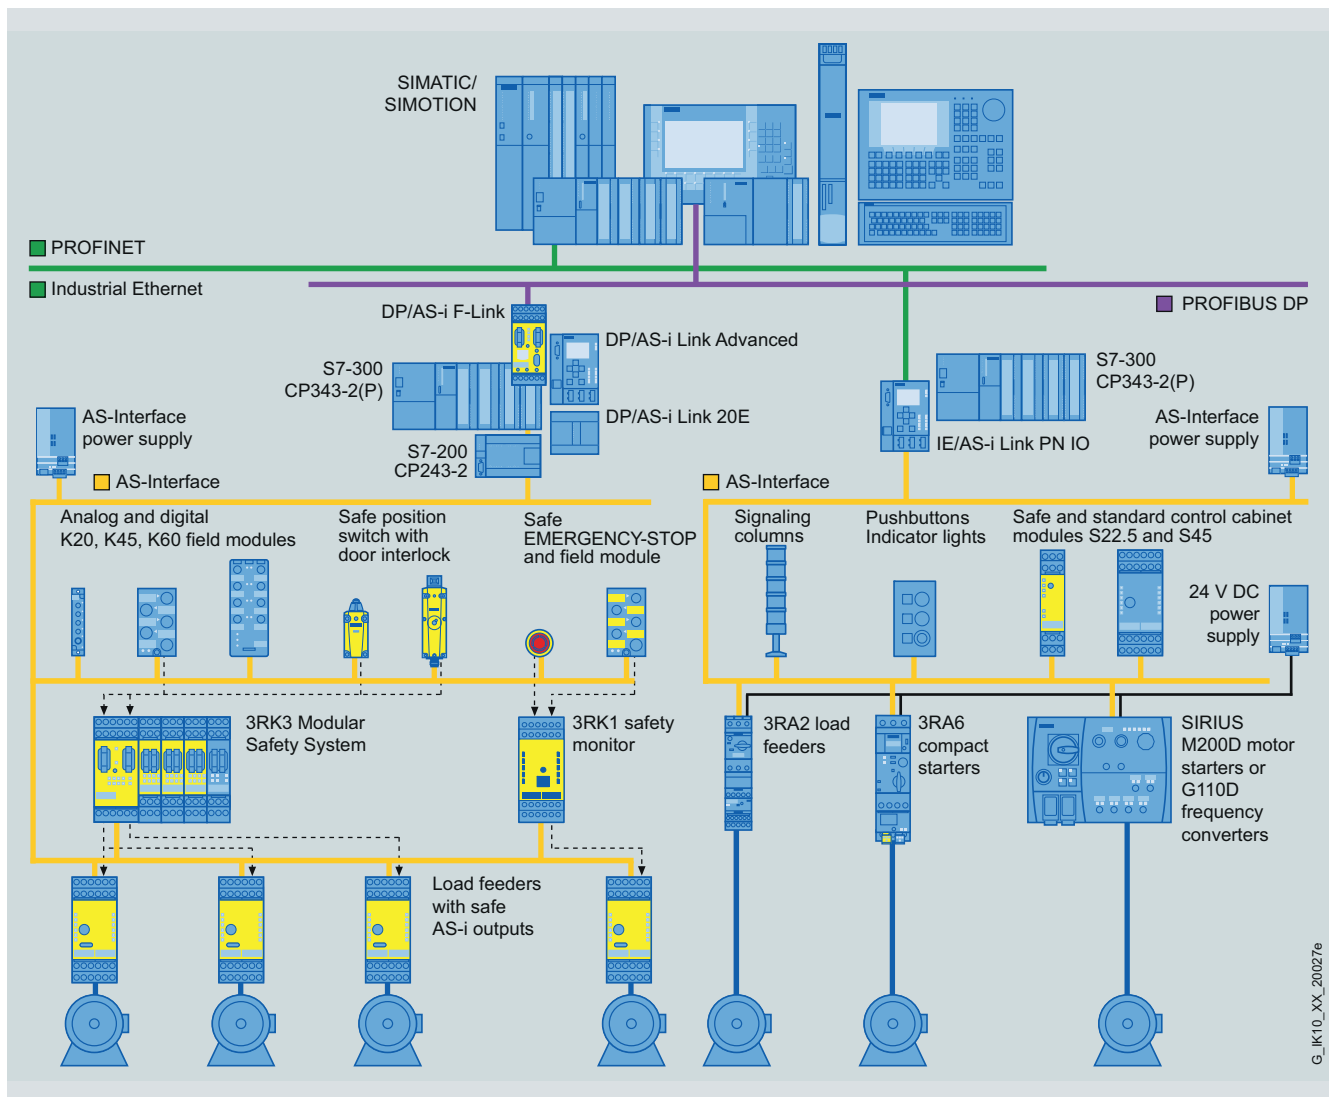 SIMATIC/
SIMOTION
PROFINET
Industrial Ethernet
PROFIBUS DP
DP/AS-i F-Link
DP/AS-i Link Advanced
S7-300
CP343-2(P)
S7-300
CP343-2(P)
DP/AS-i Link 20E
AS-Interface
power supply
AS-Interface
power supply
S7-200
CP243-2
IE/AS-i Link PN IO
AS-Interface
AS-Interface
Analog and digital
K20, K45, K60 field modules
Safe position
switch with
door interlock
Safe
EMERGENCY-STOP
and field module
Signaling
columns
Pushbuttons
Indicator lights
Safe and standard control cabinet
modules S22.5 and S45
24 V DC
power
supply
3RK3 Modular
Safety System
3RK1 safety
monitor
3RA2 load
feeders
3RA6
compact
starters
SIRIUS
M200D motor
starters or
G110D
frequency
converters
Load feeders
with safe
AS-i outputs
G_IK10_XX_20027e